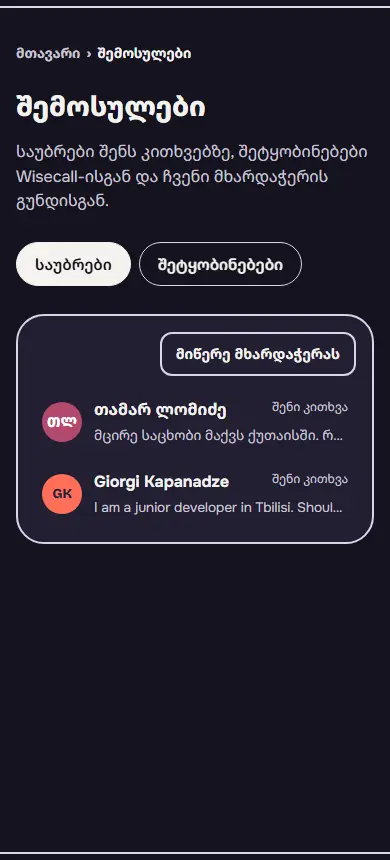 მთავარი › შემოსულები
შემოსულები
საუბრები შენს კითხვებზე, შეტყობინებები
Wisecall-ისგან და ჩვენი მხარდაჭერის
გუნდისგან.
საუბრები შეტყობინებები
მიწერე მხარდაჭერას
თლ თამარ ლომიძე შენი კითხვა
მცირე საცხობი მაქვს ქუთაისში. რ...
GK Giorgi Kapanadze შენი კითხვა
I am a junior developer in Tbilisi. Shoul...